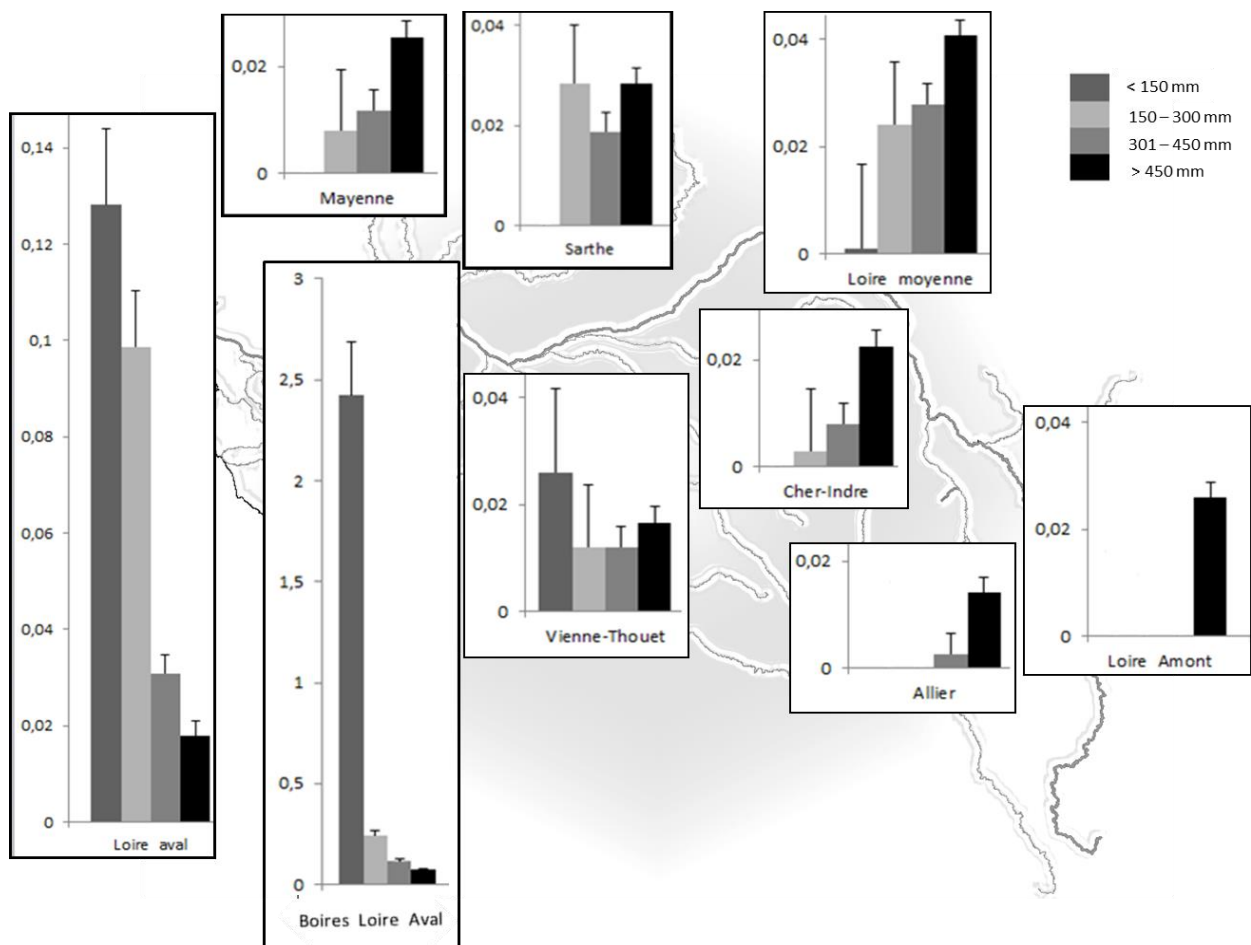 0,02
0
Mayenne
0,04
0,02
0
Sarthe
0,04
0,02
0
Loire moyenne
< 150 mm
150 – 300 mm
301 – 450 mm
> 450 mm
0,14
0,12
0,1
0,08
0,06
0,04
0,02
0
Loire aval
3
2,5
2
1,5
1
0,5
0
Boires Loire Aval
0,04
0,02
0
Vienne-Thouet
0,02
0
Cher-Indre
0,02
0
Allier
0,04
0,02
0
Loire Amont